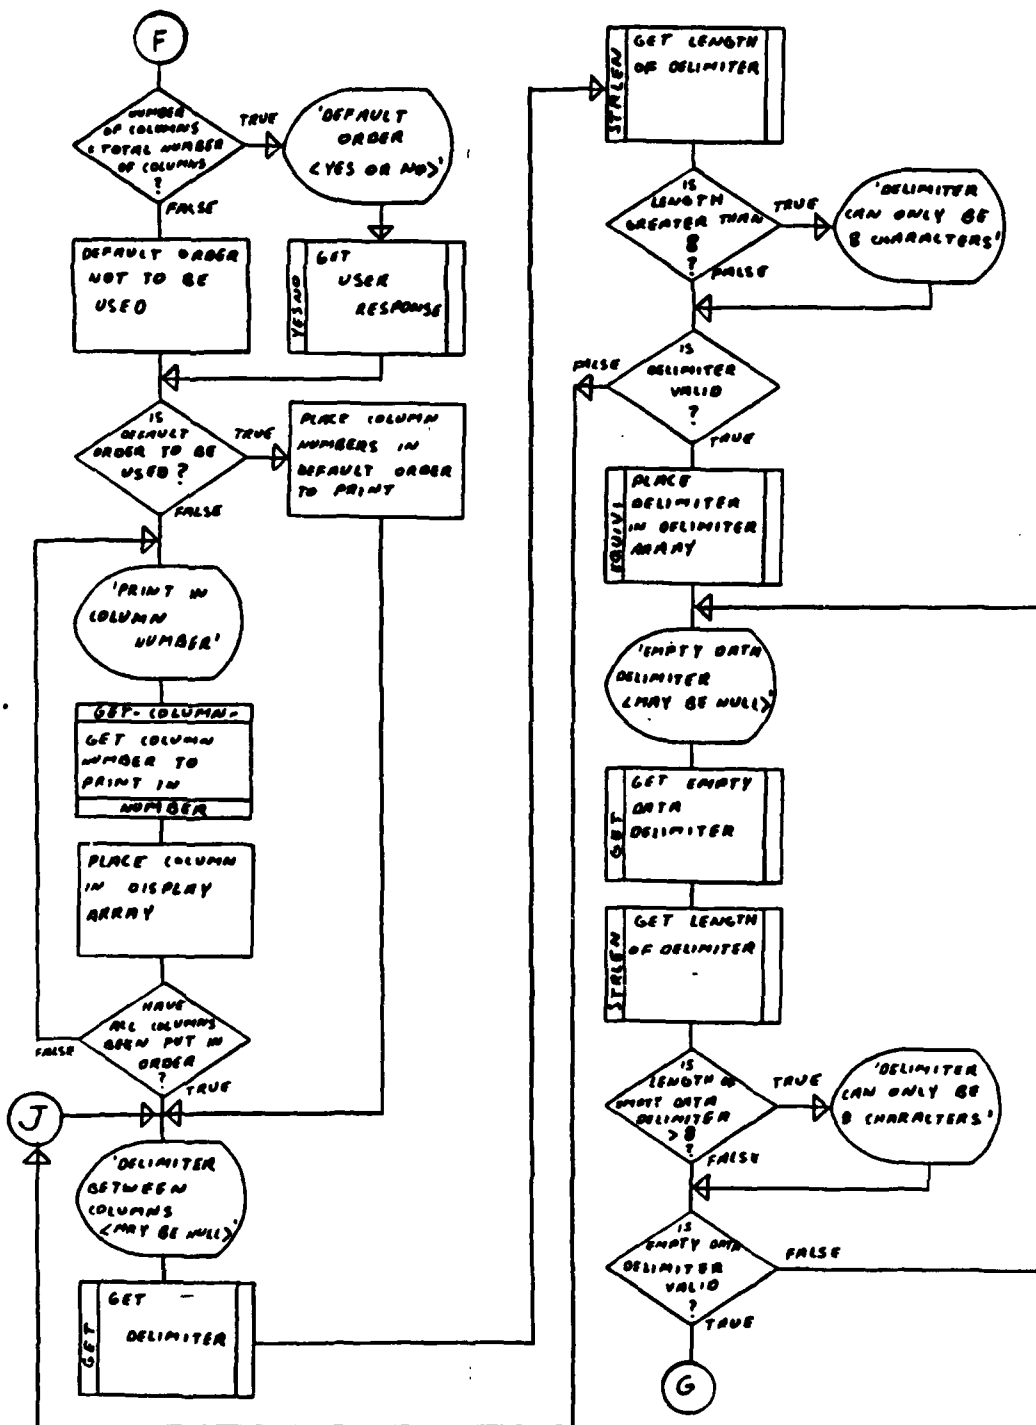 F
NUMBER
OF COLUMNS
TOTAL NUMBER
OF COLUMNS
?
TRUE
FALSE
'DEFAULT
ORDER
<YES OR NO>'
DEFAULT ORDER
NOT TO BE
USED
YESNO
GET
USER
RESPONSE
IS
DEFAULT
ORDER TO BE
USED?
TRUE
FALSE
PLACE COLUMN
NUMBERS IN
DEFAULT ORDER
TO PRINT
'PRINT IN
COLUMN
NUMBER'
GET-COLUMN-
GET COLUMN
NUMBER TO
PRINT IN
NUMBER
PLACE COLUMN
IN DISPLAY
ARRAY
HAVE
ALL COLUMNS
BEEN PUT IN
ORDER
?
FALSE
TRUE
J
'DELIMITER
BETWEEN
COLUMNS
<MAY BE NULL>'
GET
GET
DELIMITER
STRLEN
GET LENGTH
OF DELIMITER
IS
LENGTH
GREATER THAN
8
?
TRUE
FALSE
'DELIMITER
CAN ONLY BE
8 CHARACTERS'
IS
DELIMITER
VALID
?
FALSE
TRUE
EQUIV1
PLACE
DELIMITER
IN DELIMITER
ARRAY
'EMPTY DATA
DELIMITER
<MAY BE NULL>'
GET
GET EMPTY
DATA
DELIMITER
STRLEN
GET LENGTH
OF DELIMITER
IS
LENGTH OF
EMPTY DATA
DELIMITER
> 8
?
TRUE
FALSE
'DELIMITER
CAN ONLY BE
8 CHARACTERS'
IS
EMPTY DATA
DELIMITER
VALID
?
FALSE
TRUE
G